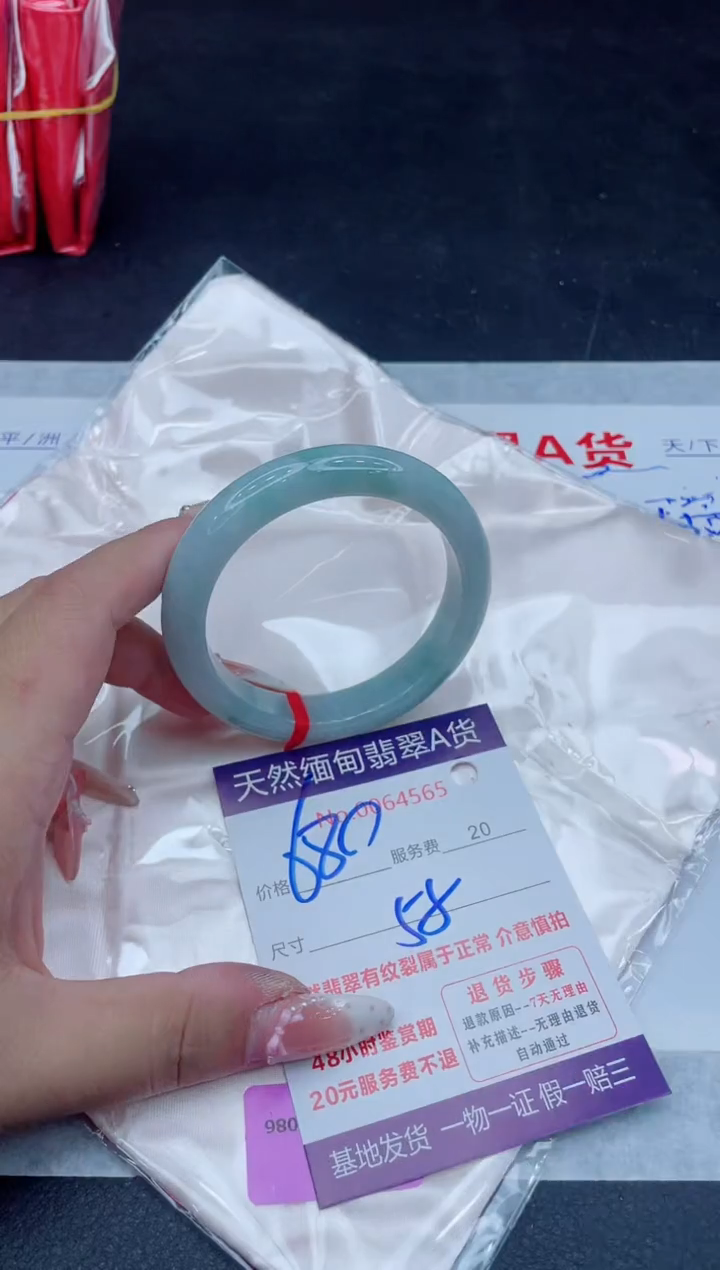 平/洲
A货
天/下
天然缅甸翡翠A货
No.0064565
价格 680 服务费 20
尺寸 58
翡翠有纹裂属于正常 介意慎拍
48小时鉴赏期
20元服务费不退
退货步骤
退款原因--7天无理由
补充描述--无理由退货
自动通过
基地发货 一物一证 假一赔三